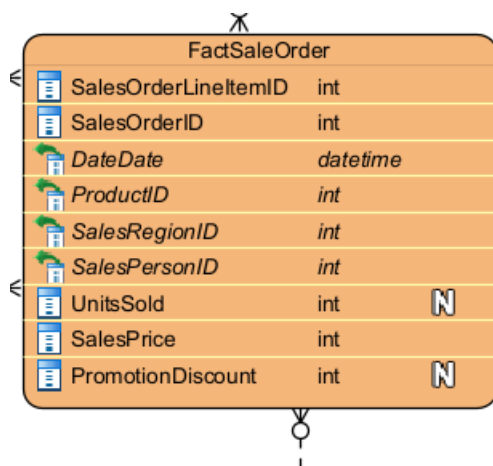 FactSaleOrder
SalesOrderLineItemID int
SalesOrderID int
DateDate datetime
ProductID int
SalesRegionID int
SalesPersonID int
UnitsSold int N
SalesPrice int
PromotionDiscount int N